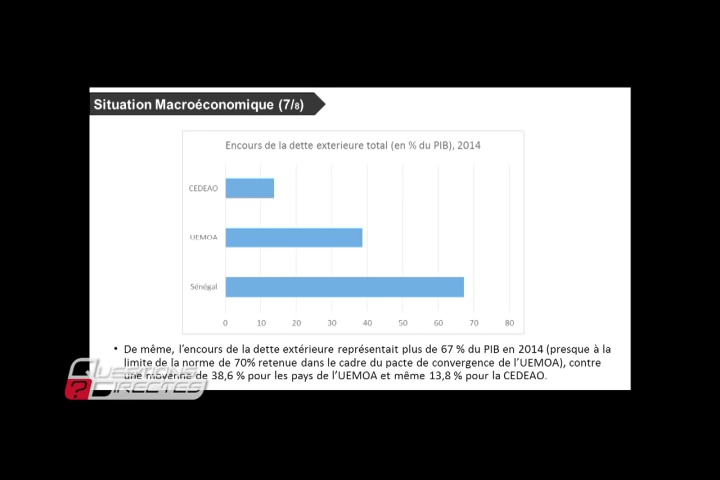 Situation Macroéconomique (7/8)
Encours de la dette exterieure total (en % du PIB), 2014
CEDEAO
UEMOA
Sénégal
0 10 20 30 40 50 60 70 80
• De même, l'encours de la dette extérieure représentait plus de 67 % du PIB en 2014 (presque à la
limite de la norme de 70% retenue dans le cadre du pacte de convergence de l'UEMOA), contre
une moyenne de 38,6 % pour les pays de l'UEMOA et même 13,8 % pour la CEDEAO.
QUESTIONS
? DIRECTES